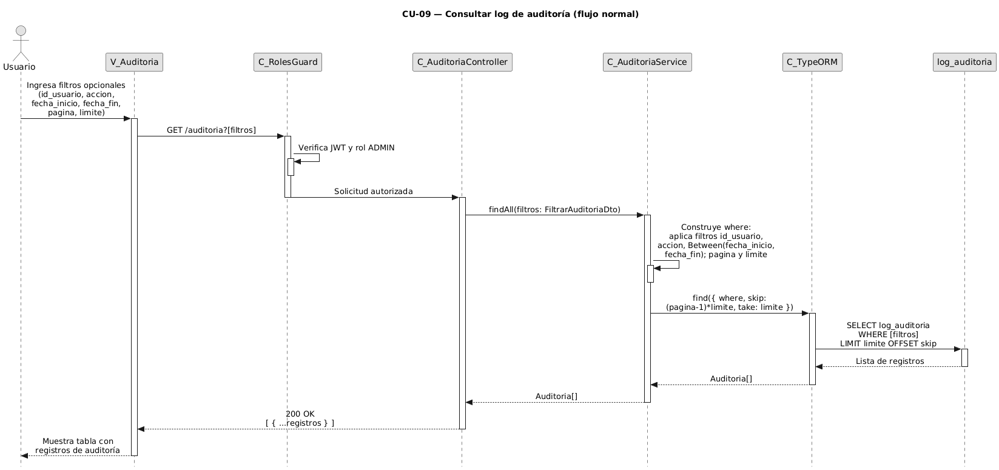 CU-09 — Consultar log de auditoría (flujo normal)
Usuario
V_Auditoria
C_RolesGuard
C_AuditoriaController
C_AuditoriaService
C_TypeORM
log_auditoria
Ingresa filtros opcionales
(id_usuario, accion,
fecha_inicio, fecha_fin,
pagina, limite)
GET /auditoria?[filtros]
Verifica JWT y rol ADMIN
Solicitud autorizada
findAll(filtros: FiltrarAuditoriaDto)
Construye where:
aplica filtros id_usuario,
accion, Between(fecha_inicio,
fecha_fin); pagina y limite
find({ where, skip:
(pagina-1)*limite, take: limite })
SELECT log_auditoria
WHERE [filtros]
LIMIT limite OFFSET skip
Lista de registros
Auditoria[]
Auditoria[]
200 OK
[ { ...registros } ]
Muestra tabla con
registros de auditoría